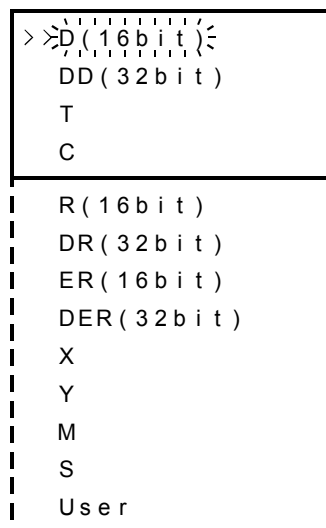 >>D(16bit)
DD(32bit)
T
C
R(16bit)
DR(32bit)
ER(16bit)
DER(32bit)
X
Y
M
S
User